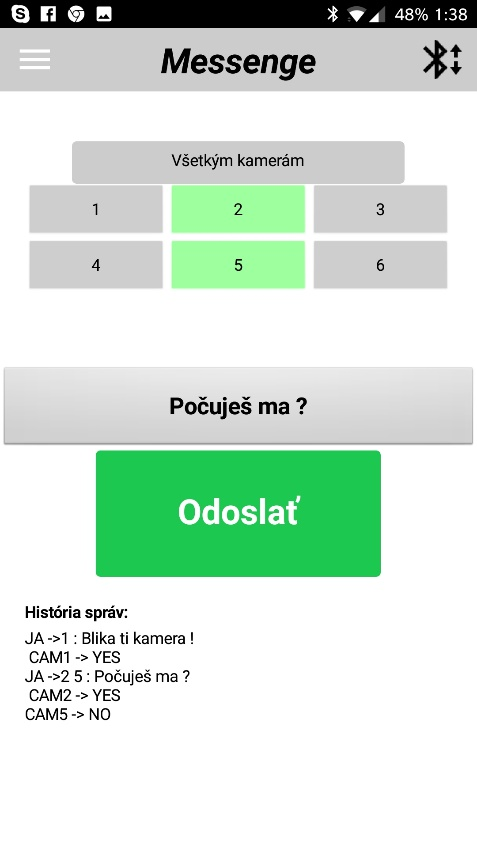 48% 1:38
Messenge
Všetkým kamerám
1 2 3
4 5 6
Počuješ ma ?
Odoslať
História správ:
JA ->1 : Blika ti kamera !
CAM1 -> YES
JA ->2 5 : Počuješ ma ?
CAM2 -> YES
CAM5 -> NO